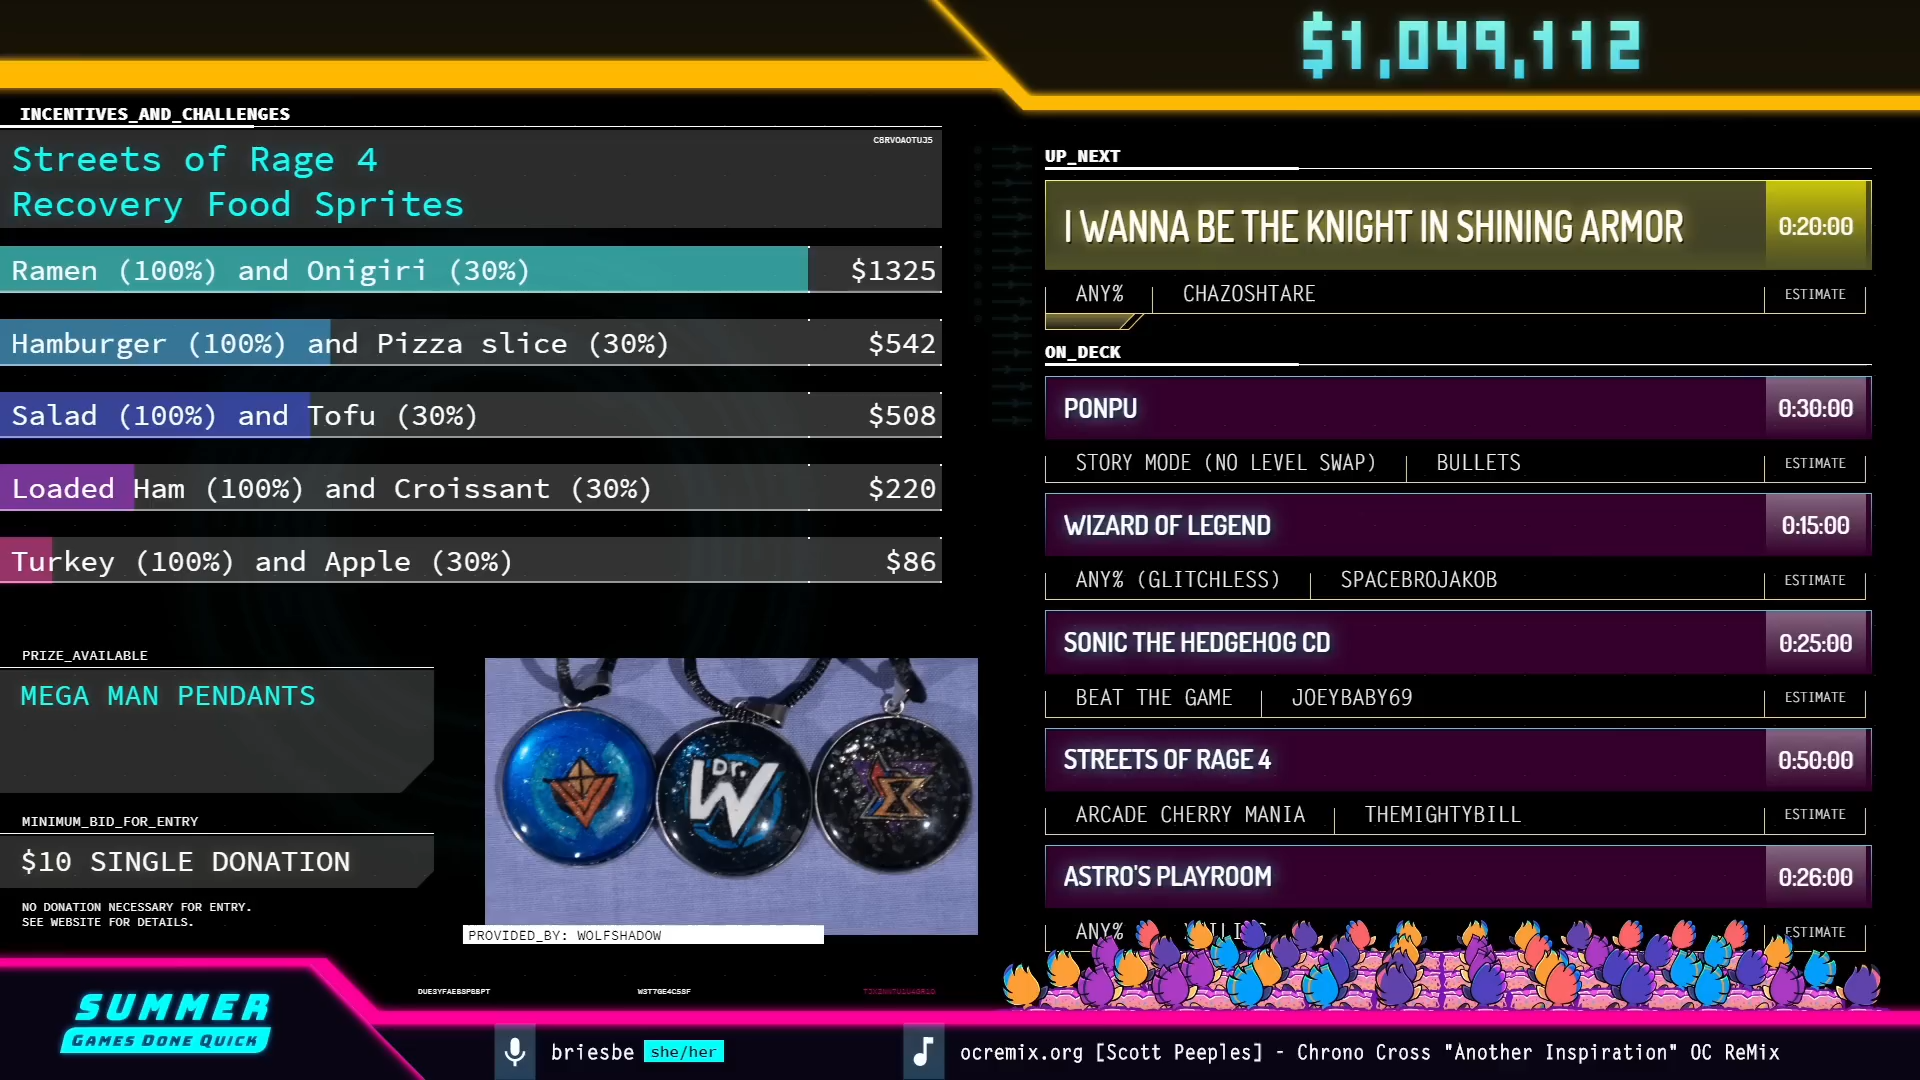 $1,049,112
INCENTIVES_AND_CHALLENGES
Streets of Rage 4
Recovery Food Sprites
C8RVOAOTUJ5
Ramen (100%) and Onigiri (30%) $1325
Hamburger (100%) and Pizza slice (30%) $542
Salad (100%) and Tofu (30%) $508
Loaded Ham (100%) and Croissant (30%) $220
Turkey (100%) and Apple (30%) $86
PRIZE_AVAILABLE
MEGA MAN PENDANTS
MINIMUM_BID_FOR_ENTRY
$10 SINGLE DONATION
NO DONATION NECESSARY FOR ENTRY.
SEE WEBSITE FOR DETAILS.
Dr.
W
PROVIDED_BY: WOLFSHADOW
UP_NEXT
I WANNA BE THE KNIGHT IN SHINING ARMOR 0:20:00
ANY% CHAZOSHTARE ESTIMATE
ON_DECK
PONPU 0:30:00
STORY MODE (NO LEVEL SWAP) BULLETS ESTIMATE
WIZARD OF LEGEND 0:15:00
ANY% (GLITCHLESS) SPACEBROJAKOB ESTIMATE
SONIC THE HEDGEHOG CD 0:25:00
BEAT THE GAME JOEYBABY69 ESTIMATE
STREETS OF RAGE 4 0:50:00
ARCADE CHERRY MANIA THEMIGHTYBILL ESTIMATE
ASTRO'S PLAYROOM 0:26:00
ANY% ESTIMATE
SUMMER
GAMES DONE QUICK
briesbe she/her
ocremix.org [Scott Peeples] - Chrono Cross "Another Inspiration" OC ReMix